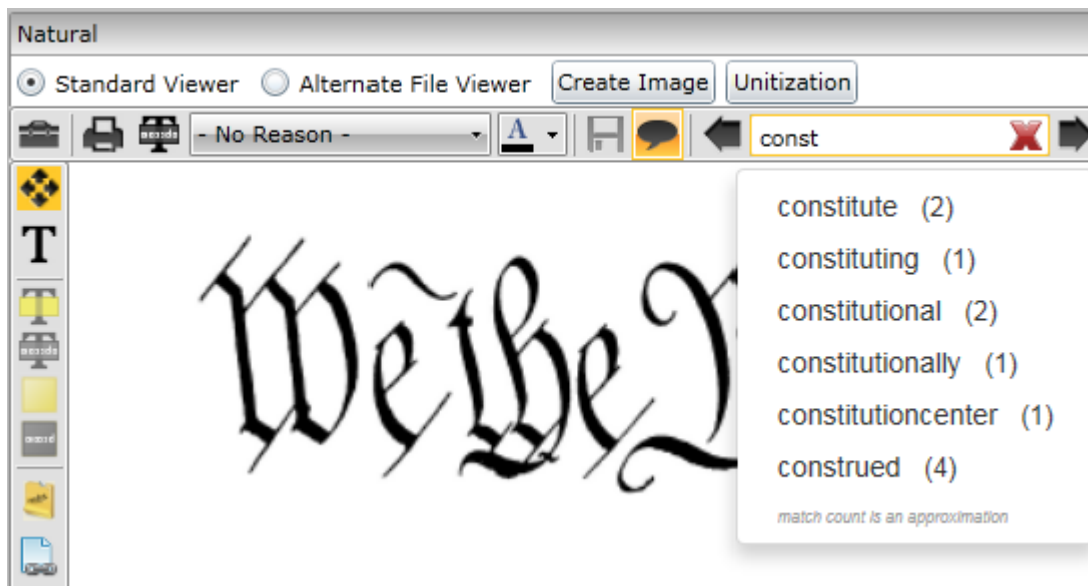 Natural
Standard Viewer Alternate File Viewer Create Image Unitization
- No Reason - A const
T
We the
constitute (2)
constituting (1)
constitutional (2)
constitutionally (1)
constitutioncenter (1)
construed (4)
match count is an approximation